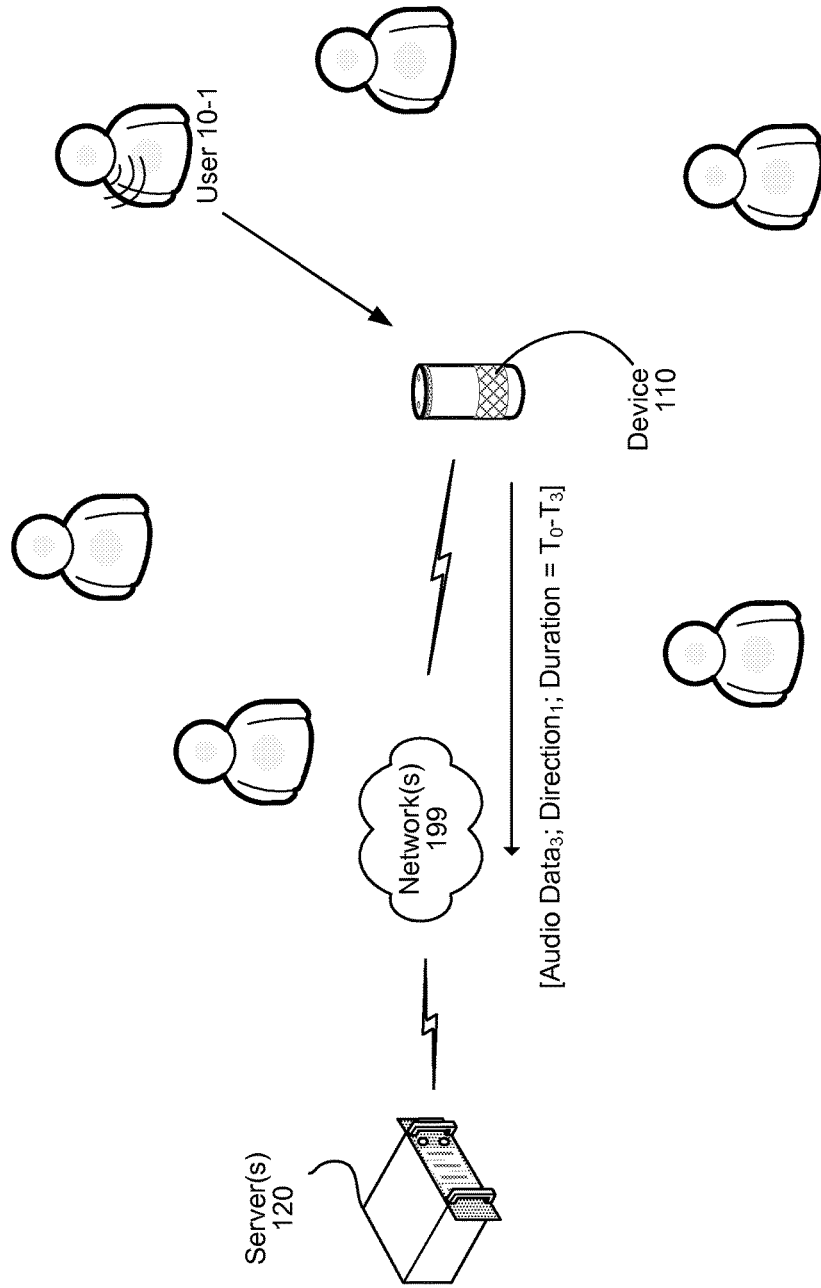 User 10-1
Device
110
[Audio Data₃; Direction₁; Duration = T₀-T₃]
Network(s)
199
Server(s)
120